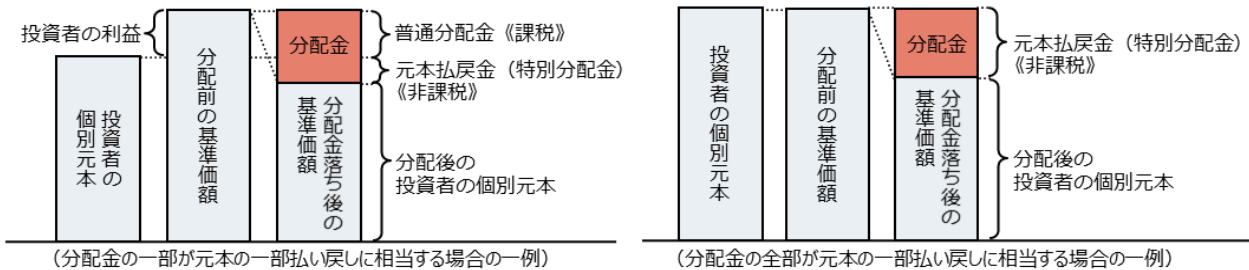 投資者の利益
投資者の
個別元本
分配前の基準価額
分配金
分配金落ち後の
基準価額
普通分配金《課税》
元本払戻金（特別分配金）
《非課税》
分配後の
投資者の個別元本
（分配金の一部が元本の一部払い戻しに相当する場合の一例）
投資者の個別元本
分配前の基準価額
分配金
分配金落ち後の
基準価額
元本払戻金（特別分配金）
《非課税》
分配後の
投資者の個別元本
（分配金の全部が元本の一部払い戻しに相当する場合の一例）